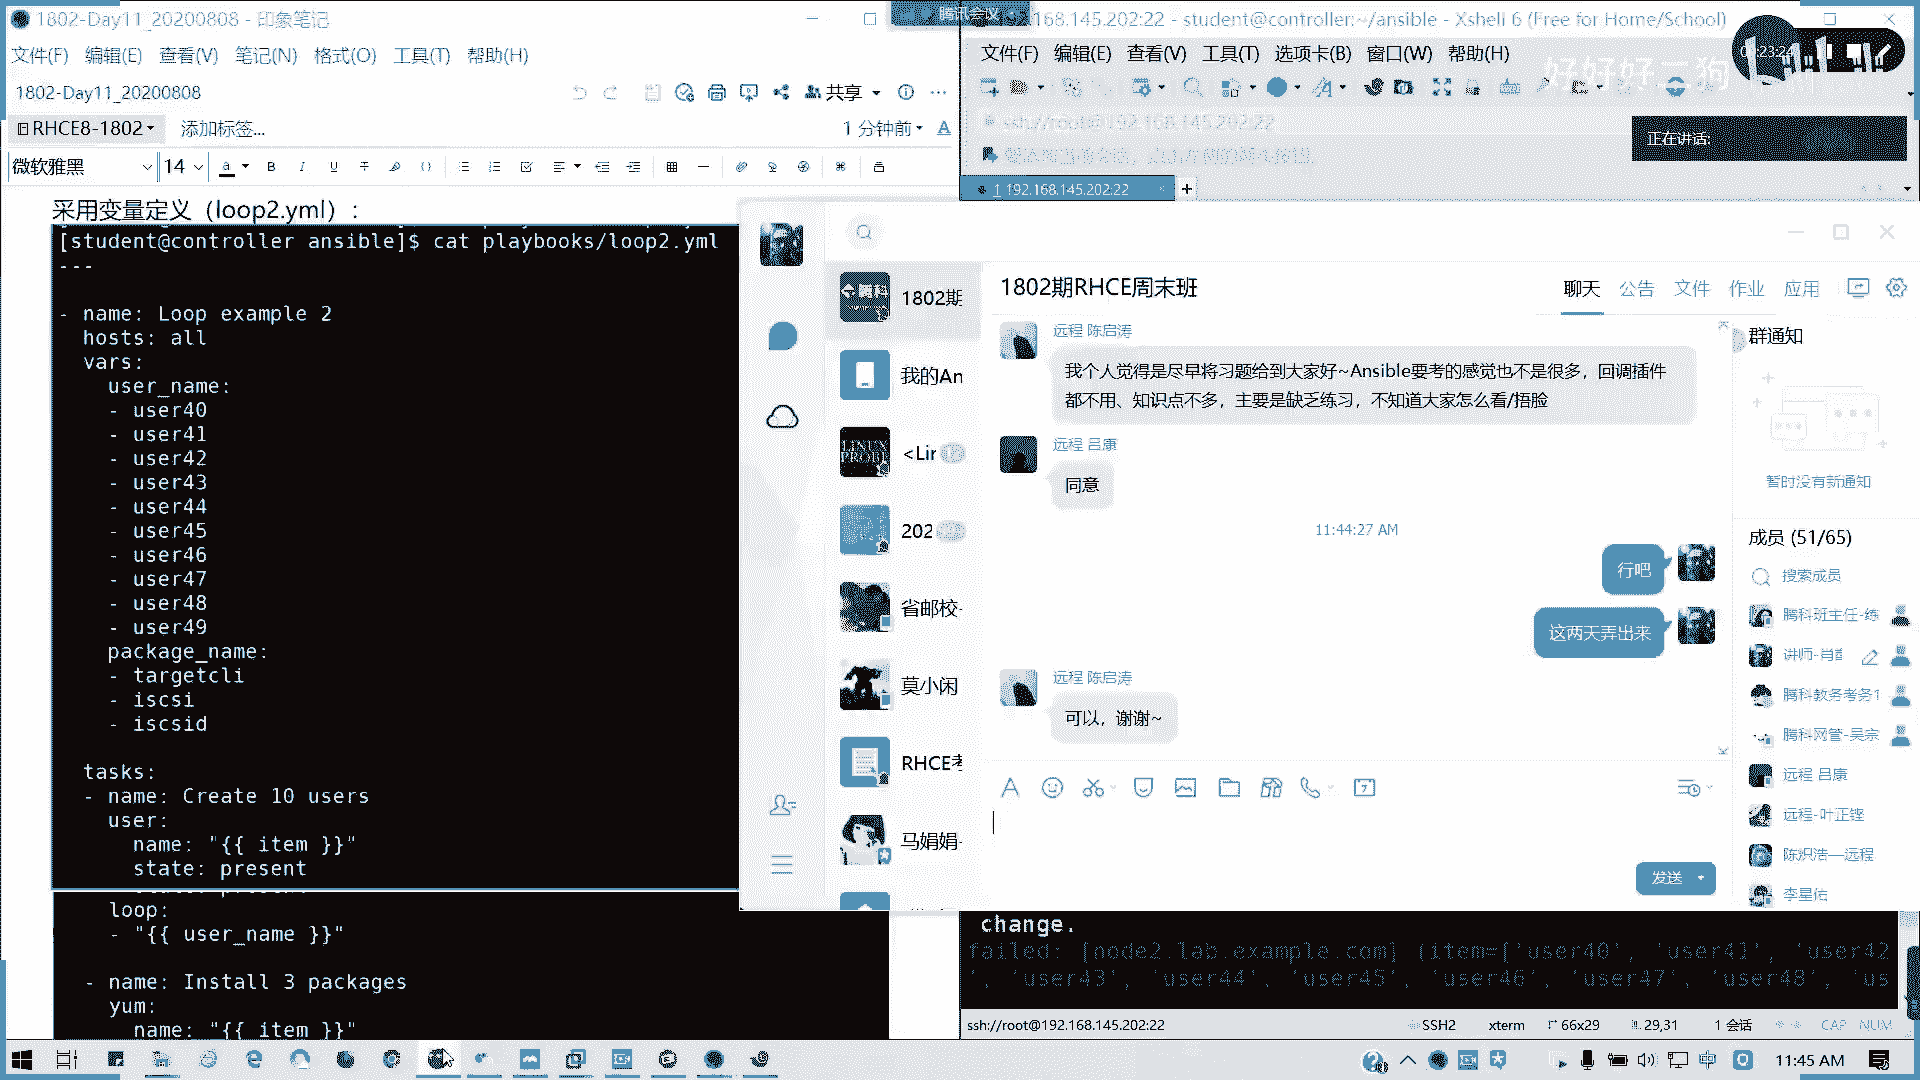 1802-Day11_20200808 - 印象笔记
文件(F) 编辑(E) 查看(V) 笔记(N) 格式(O) 工具(T) 帮助(H)
1802-Day11_20200808
共享
RHCE8-1802
添加标签...
1 分钟前
微软雅黑
14
采用变量定义（loop2.yml）:
[student@controller ansible]$ cat playbooks/loop2.yml
---
- name: Loop example 2
hosts: all
vars:
user_name:
- user40
- user41
- user42
- user43
- user44
- user45
- user46
- user47
- user48
- user49
package_name:
- targetcli
- iscsi
- iscsid
tasks:
- name: Create 10 users
user:
name: "{{ item }}"
state: present
loop:
- "{{ user_name }}"
- name: Install 3 packages
yum:
name: "{{ item }}"
腾讯会议
168.145.202:22 - student@controller:~/ansible - Xshell 6 (Free for Home/School)
文件(F) 编辑(E) 查看(V) 工具(T) 选项卡(B) 窗口(W) 帮助(H)
好好好二狗
ssh://root@192.168.145.202:22
正在讲话:
1 192.168.145.202:22
1802期
我的An
<Lir
202
省邮校-
莫小闲
RHCE考
马娟娟-
1802期RHCE周末班
聊天 公告 文件 作业 应用
远程 陈启涛
我个人觉得是尽早将习题给到大家好~Ansible要考的感觉也不是很多，回调插件
都不用、知识点不多，主要是缺乏练习，不知道大家怎么看/捂脸
远程 吕康
同意
11:44:27 AM
行吧
这两天弄出来
远程 陈启涛
可以，谢谢~
发送
群通知
暂时没有新通知
成员 (51/65)
搜索成员
腾科班主任-练
讲师-肖
腾科教务考务
腾科网管-吴宗
远程 吕康
远程-叶正铿
陈炽浩—远程
李星佑
change.
failed: [node2.lab.example.com] (item=['user40', 'user41', 'user42
', 'user43', 'user44', 'user45', 'user46', 'user47', 'user48', 'us
ssh://root@192.168.145.202:22
SSH2
xterm
66x29
29,31
1 会话
CAP NUM
中
11:45 AM